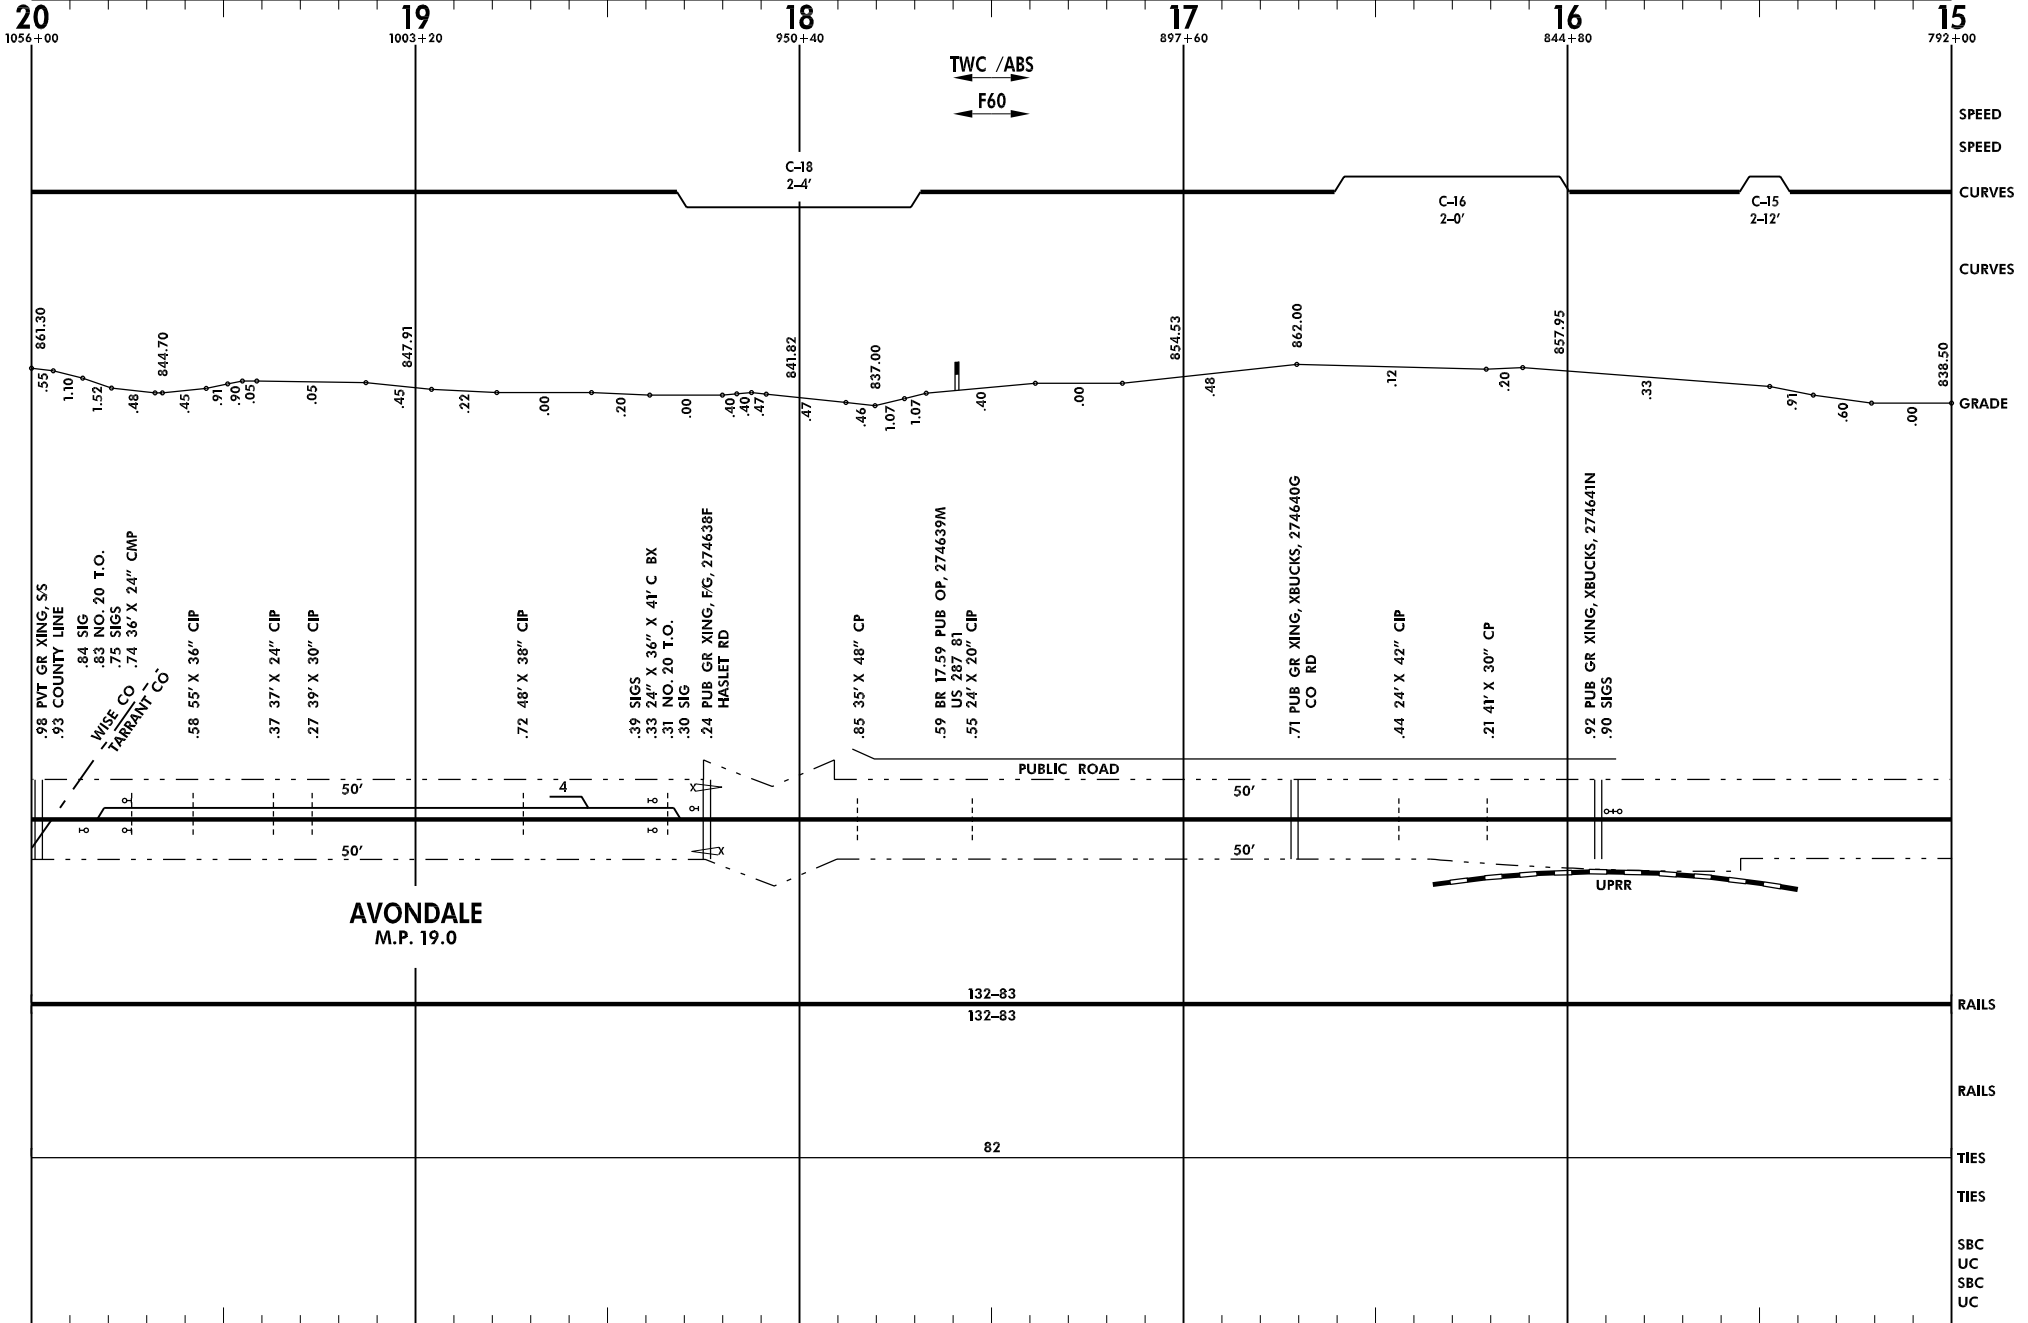 20 19 18 17 16 15
1056+00 1003+20 950+40 897+60 844+80 792+00
TWC /ABS
F60
SPEED
SPEED
C-18
2-4'
CURVES
C-16
2-0'
C-15
2-12'
CURVES
861.30
844.70
847.91
841.82
837.00
854.53
862.00
857.95
838.50
.55
1.10
1.52
.48
.45
.91
.90
.05
.05
.45
.22
.00
.20
.00
.40
.40
.47
.47
.46
1.07
1.07
.40
.00
.48
.12
.20
.33
.91
.60
.00
GRADE
.98 PVT GR XING, S/S
.93 COUNTY LINE
.84 SIG
.83 NO. 20 T.O.
.75 SIGS
.74 36' X 24" CMP
.58 55' X 36" CIP
.37 37' X 24" CIP
.27 39' X 30" CIP
.72 48' X 38" CIP
.39 SIGS
.33 24" X 36" X 41' C BX
.31 NO. 20 T.O.
.30 SIG
.24 PUB GR XING, F/G, 274638F
HASLET RD
.85 35' X 48" CP
.59 BR 17.59 PUB OP, 274639M
US 287 81
.55 24' X 20" CIP
.71 PUB GR XING, XBUCKS, 274640G
CO RD
.44 24' X 42" CIP
.21 41' X 30" CP
.92 PUB GR XING, XBUCKS, 274641N
.90 SIGS
WISE CO
TARRANT CO
PUBLIC ROAD
50'
4
X
50'
50'
X
50'
UPRR
AVONDALE
M.P. 19.0
132-83
RAILS
132-83
RAILS
82
TIES
TIES
SBC
UC
SBC
UC